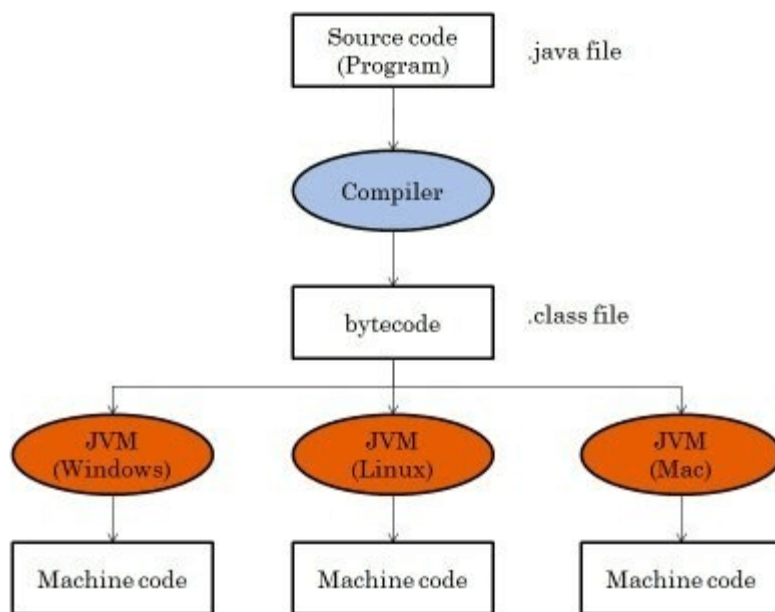 Source code
(Program)
.java file
Compiler
bytecode
.class file
JVM
(Windows)
JVM
(Linux)
JVM
(Mac)
Machine code
Machine code
Machine code